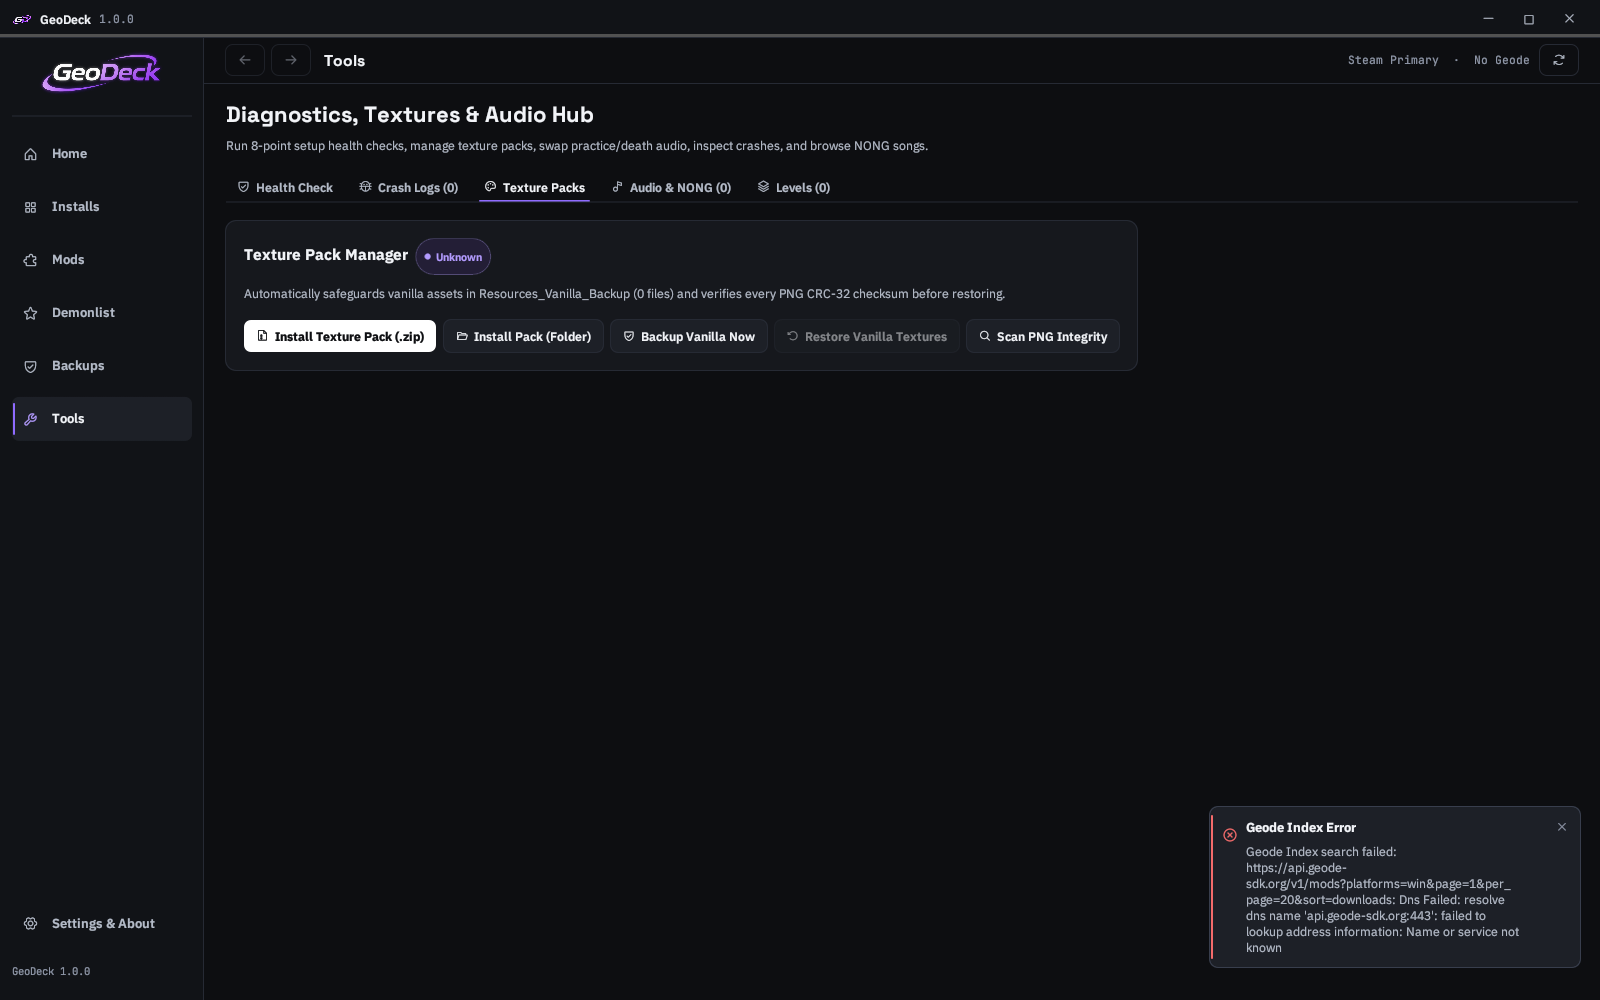 GeoDeck 1.0.0
GeoDeck
Home
Installs
Mods
Demonlist
Backups
Tools
Settings & About
GeoDeck 1.0.0
Tools
Steam Primary · No Geode
Diagnostics, Textures & Audio Hub
Run 8-point setup health checks, manage texture packs, swap practice/death audio, inspect crashes, and browse NONG songs.
Health Check Crash Logs (0) Texture Packs Audio & NONG (0) Levels (0)
Texture Pack Manager Unknown
Automatically safeguards vanilla assets in Resources_Vanilla_Backup (0 files) and verifies every PNG CRC-32 checksum before restoring.
Install Texture Pack (.zip) Install Pack (Folder) Backup Vanilla Now Restore Vanilla Textures Scan PNG Integrity
Geode Index Error
Geode Index search failed:
https://api.geode-
sdk.org/v1/mods?platforms=win&page=1&per_
page=20&sort=downloads: Dns Failed: resolve
dns name 'api.geode-sdk.org:443': failed to
lookup address information: Name or service not
known